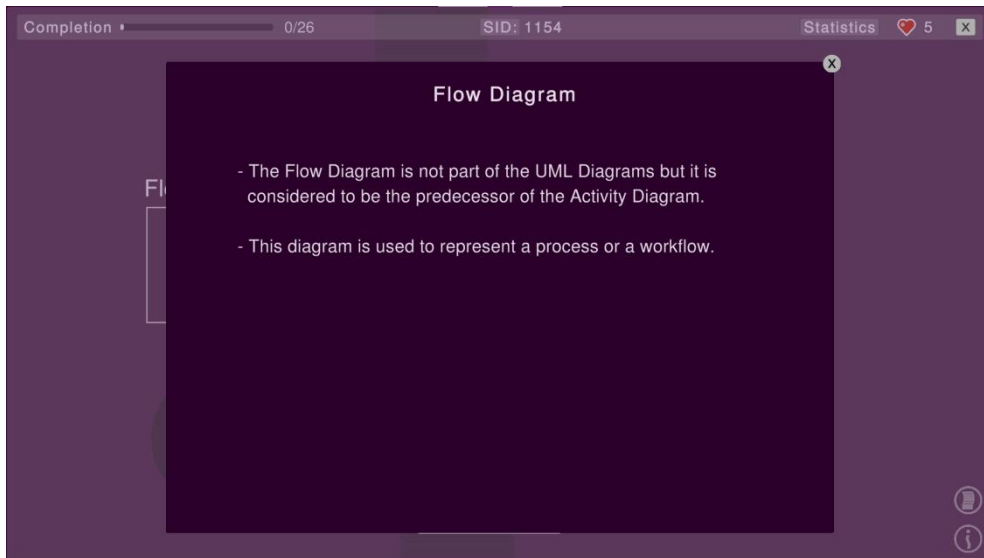 Completion 0/26 SID: 1154 Statistics 5 X
X
Flow Diagram
- The Flow Diagram is not part of the UML Diagrams but it is
considered to be the predecessor of the Activity Diagram.
- This diagram is used to represent a process or a workflow.
Fl
i